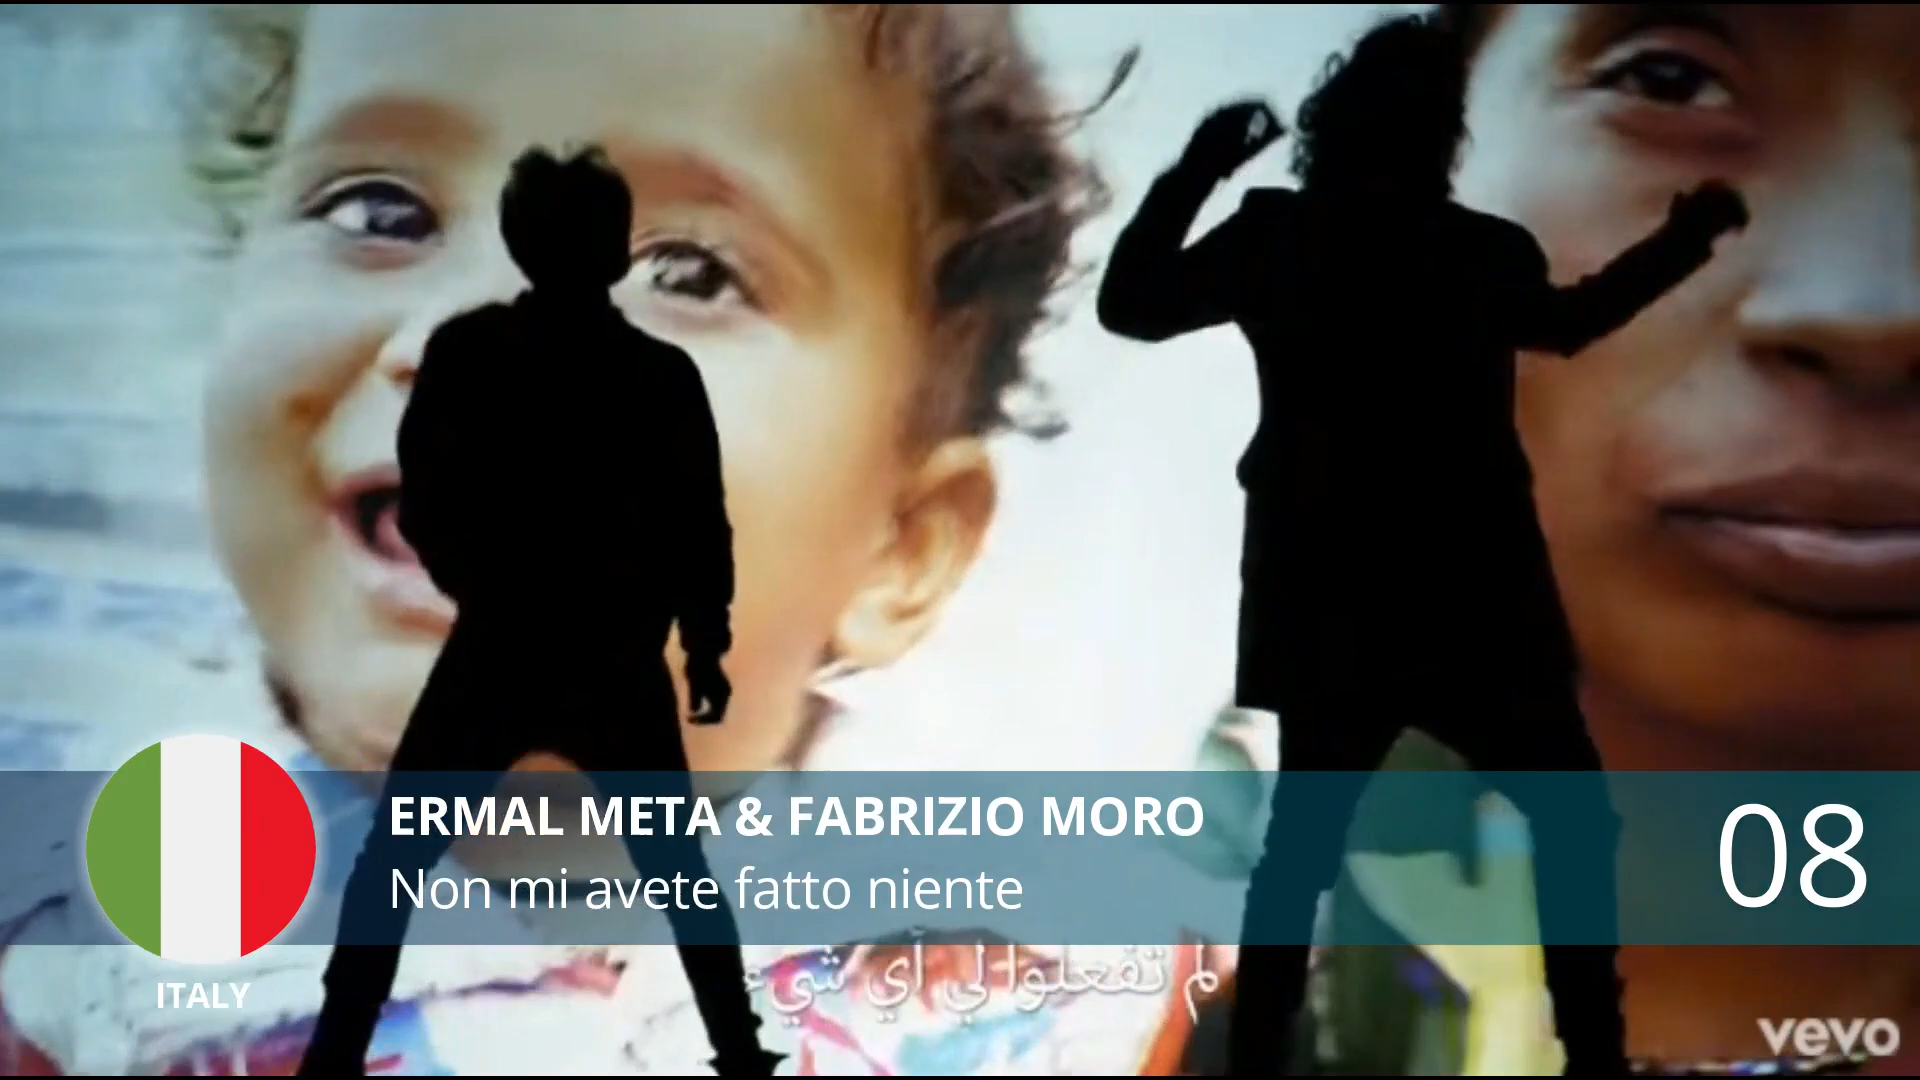 ERMAL META & FABRIZIO MORO
Non mi avete fatto niente
08
ITALY
لم تفعلوا لي أي شيء
vevo